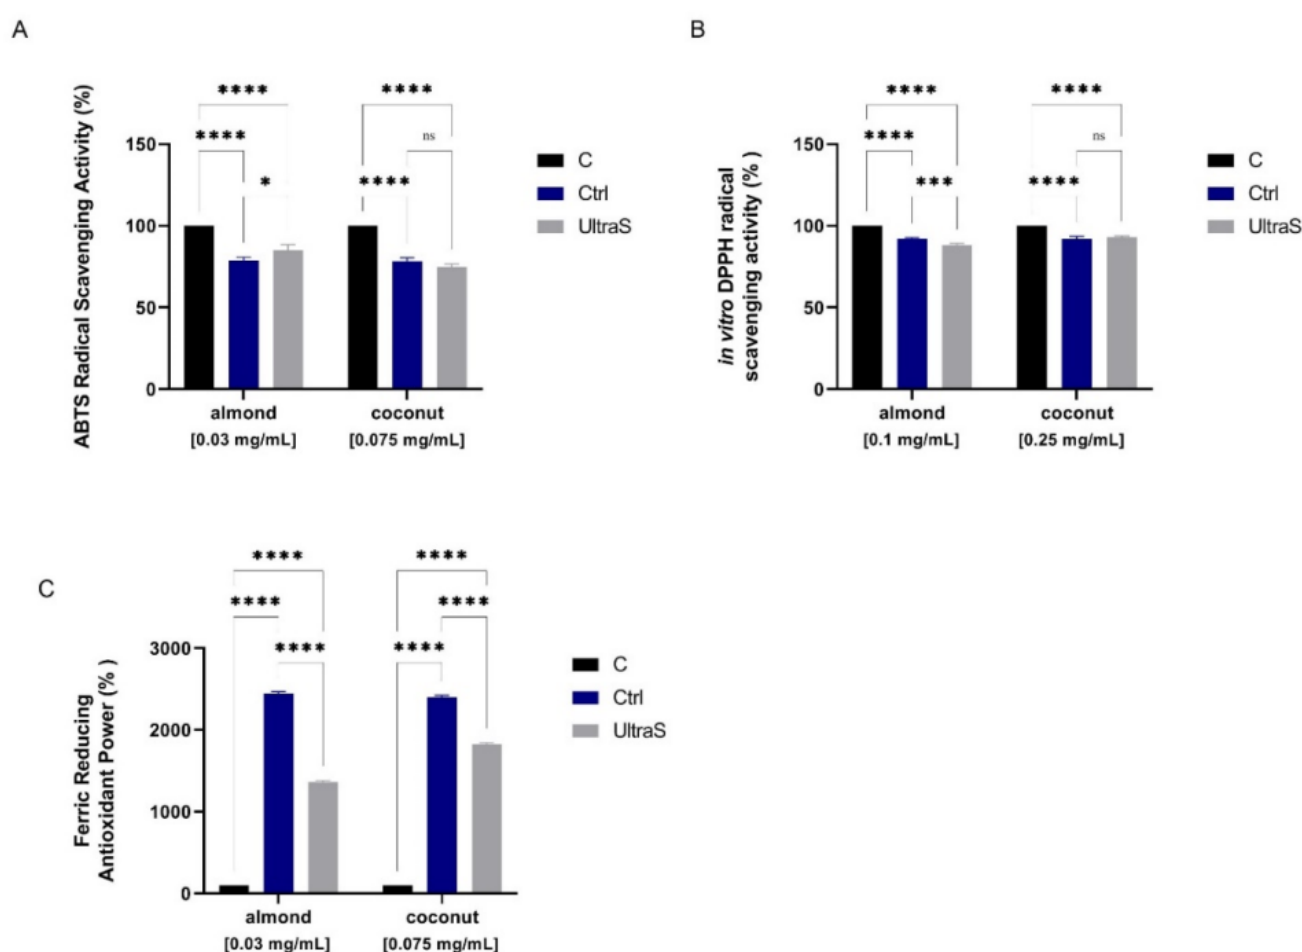 A
ABTS Radical Scavenging Activity (%)
****
****
****
ns
*
****
150
100
50
0
almond
coconut
[0.03 mg/mL]
[0.075 mg/mL]
C
Ctrl
UltraS
B
in vitro DPPH radical
scavenging activity (% )
****
****
****
ns
***
****
150
100
50
0
almond
coconut
[0.1 mg/mL]
[0.25 mg/mL]
C
Ctrl
UltraS
C
Ferric Reducing
Antioxidant Power (% )
****
****
****
****
****
****
3000
2000
1000
0
almond
coconut
[0.03 mg/mL]
[0.075 mg/mL]
C
Ctrl
UltraS